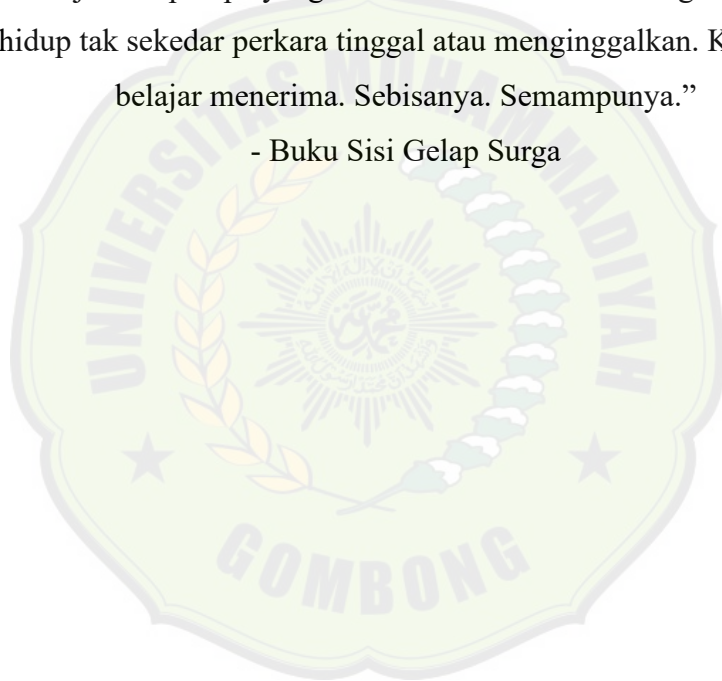 hidup tak sekedar perkara tinggal atau menginggalkan. K
belajar menerima. Sebisanya. Semampunya.”
- Buku Sisi Gelap Surga
UNIVERSITAS MUHAMMADIYAH
GOMBONG